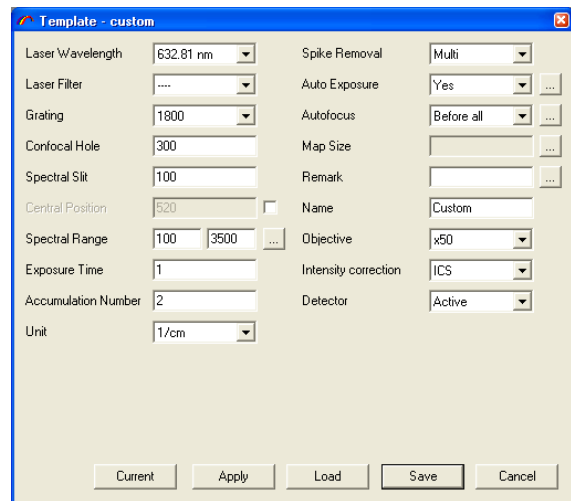 Template - custom
Laser Wavelength 632.81 nm Spike Removal Multi
Laser Filter ---- Auto Exposure Yes ...
Grating 1800 Autofocus Before all ...
Confocal Hole 300 Map Size ...
Spectral Slit 100 Remark ...
Central Position 520 Name Custom
Spectral Range 100 3500 ... Objective x50
Exposure Time 1 Intensity correction ICS
Accumulation Number 2 Detector Active
Unit 1/cm
Current Apply Load Save Cancel